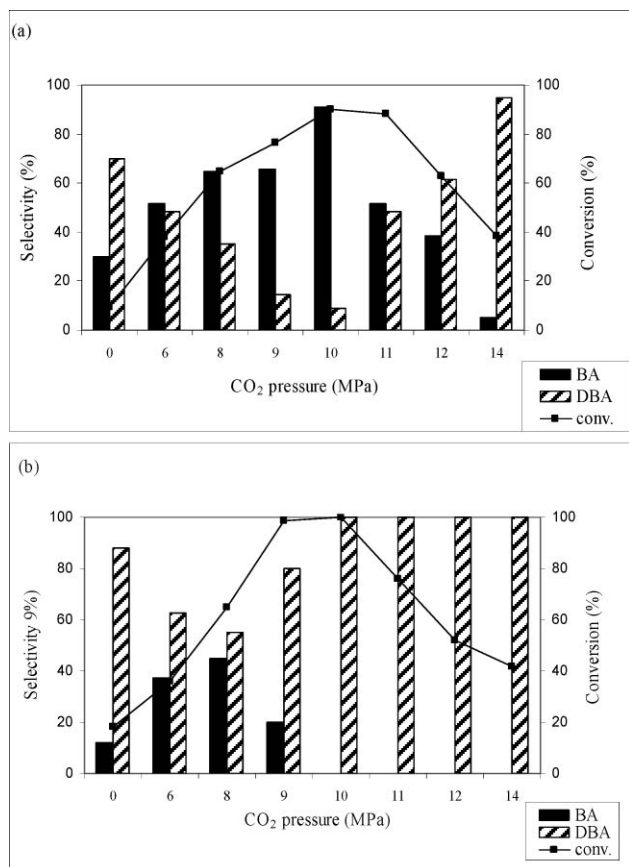 (a)
100
80
60
40
20
0
Selectivity (%)
100
80
60
40
20
0
Conversion (%)
0 6 8 9 10 11 12 14
CO2 pressure (MPa)
BA
DBA
conv.
(b)
100
80
60
40
20
0
Selectivity 9%)
100
80
60
40
20
0
Conversion (%)
0 6 8 9 10 11 12 14
CO2 pressure (MPa)
BA
DBA
conv.